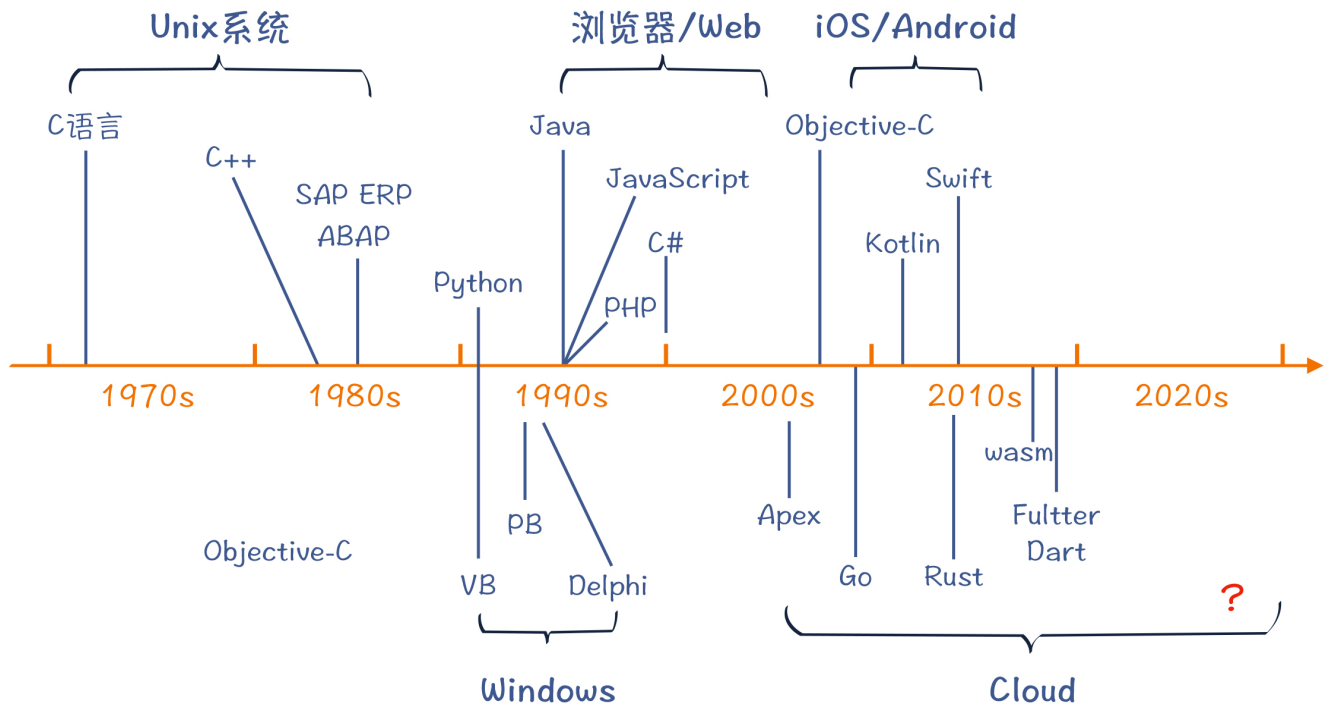 Unix系统
浏览器/Web
iOS/Android
C语言
Java
Objective-C
C++
JavaScript
Swift
SAP ERP
ABAP
C#
Kotlin
Python
PHP
1970s
1980s
1990s
2000s
2010s
2020s
wasm
Apex
Fultter
Dart
PB
Objective-C
VB
Delphi
Go
Rust
?
Windows
Cloud